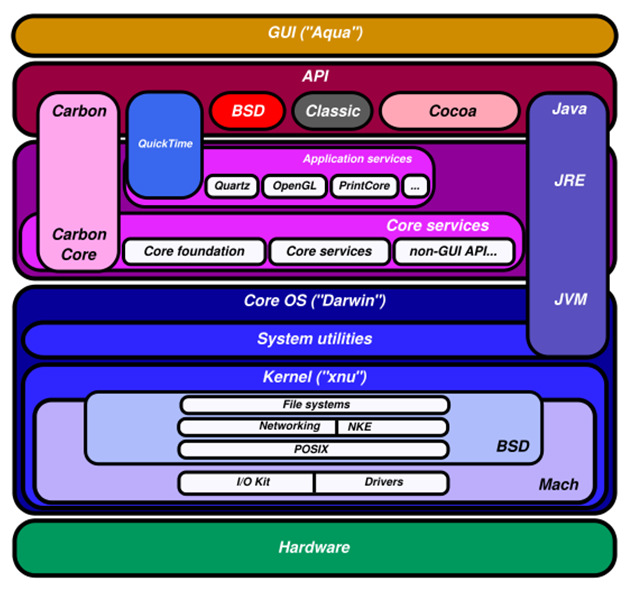 GUI ("Aqua")
API
Carbon
QuickTime
BSD
Classic
Cocoa
Java
Application services
Quartz
OpenGL
PrintCore
...
JRE
Core services
Carbon
Core
Core foundation
Core services
non-GUI API...
Core OS ("Darwin")
JVM
System utilities
Kernel ("xnu")
File systems
Networking
NKE
POSIX
BSD
I/O Kit
Drivers
Mach
Hardware